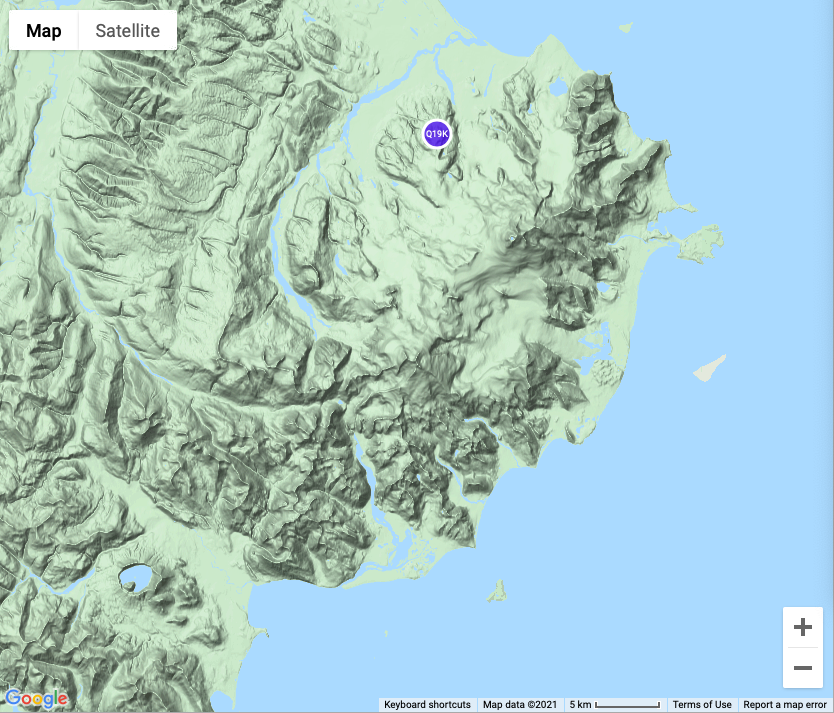 Map Satellite
Q19K
Google
Keyboard shortcuts Map data ©2021 5 km Terms of Use Report a map error